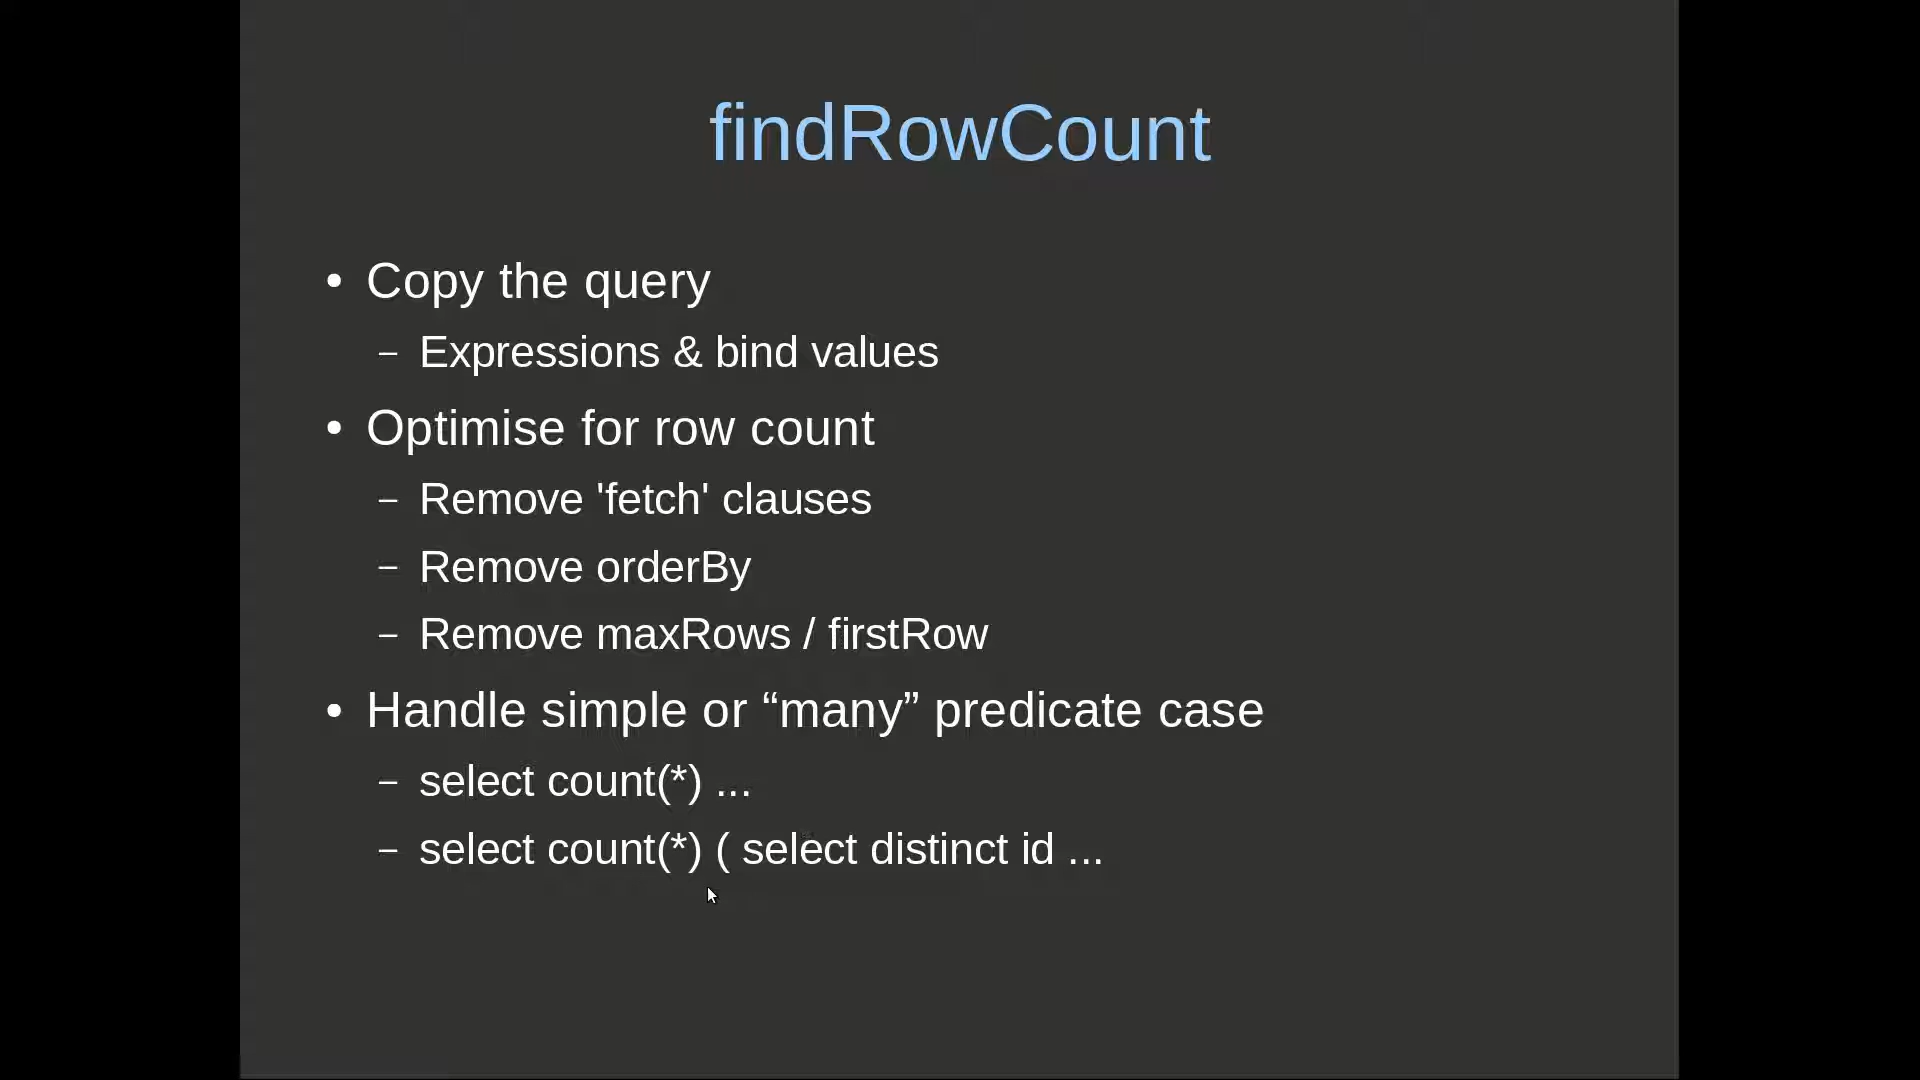 findRowCount
• Copy the query
– Expressions & bind values
• Optimise for row count
– Remove 'fetch' clauses
– Remove orderBy
– Remove maxRows / firstRow
• Handle simple or “many” predicate case
– select count(*) ...
– select count(*) ( select distinct id ...